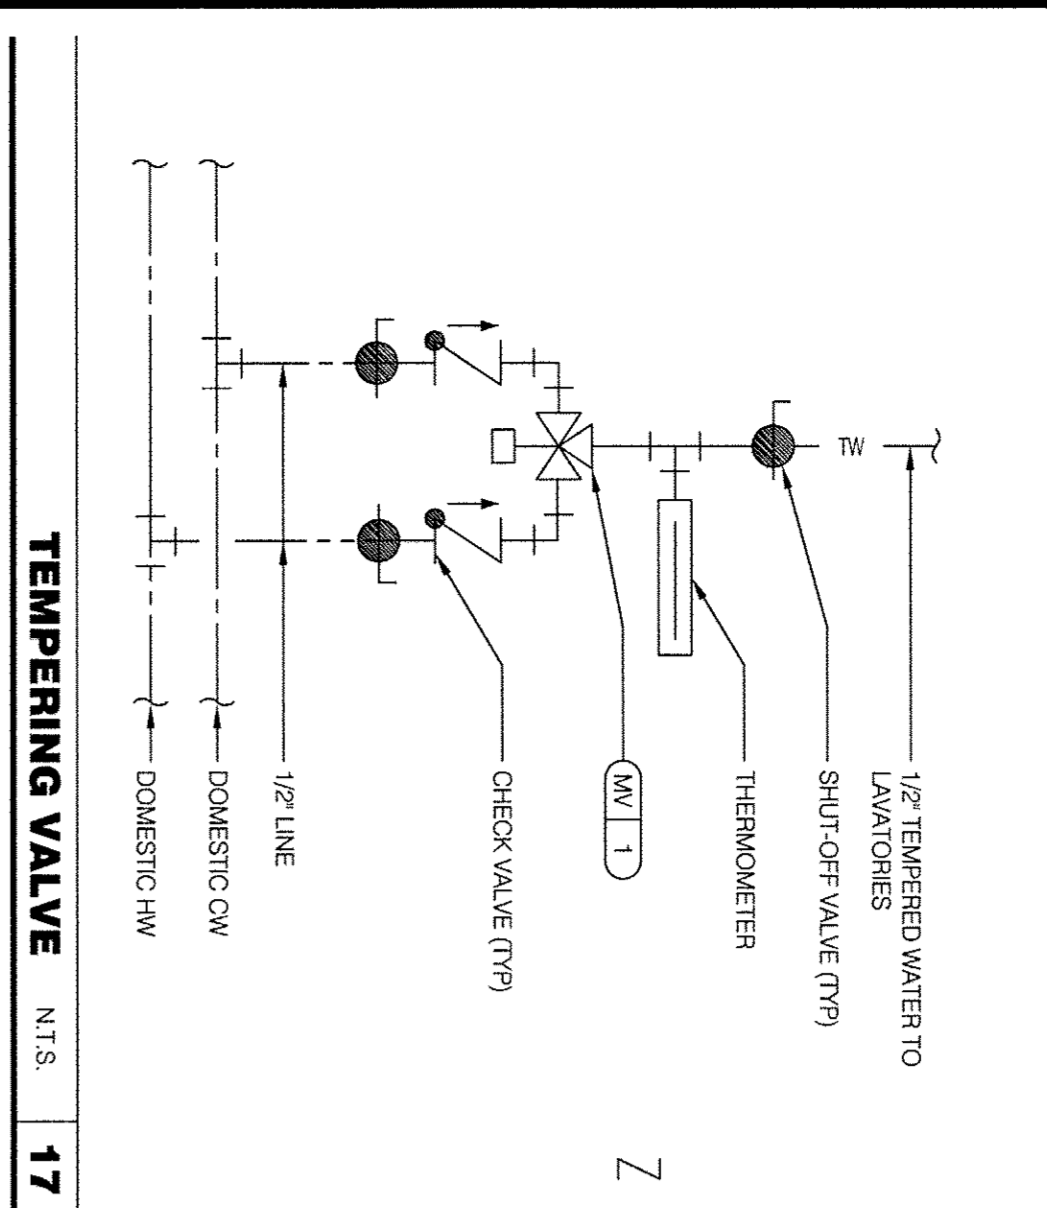 1/2" TEMPERED WATER TO
LAVATORIES
TW
SHUT-OFF VALVE (TYP)
THERMOMETER
MV 1
CHECK VALVE (TYP)
1/2" LINE
DOMESTIC CW
DOMESTIC HW
TEMPERING VALVE N.T.S. 17